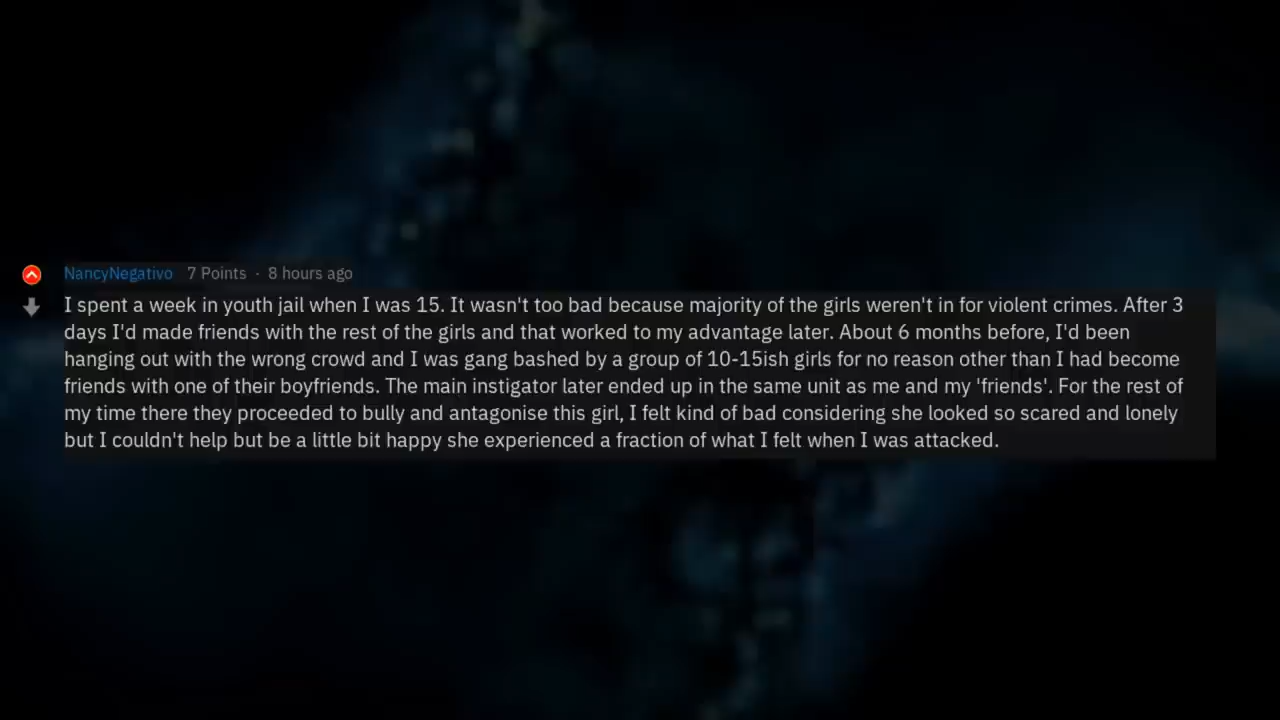 NancyNegativo 7 Points · 8 hours ago
I spent a week in youth jail when I was 15. It wasn't too bad because majority of the girls weren't in for violent crimes. After 3
days I'd made friends with the rest of the girls and that worked to my advantage later. About 6 months before, I'd been
hanging out with the wrong crowd and I was gang bashed by a group of 10-15ish girls for no reason other than I had become
friends with one of their boyfriends. The main instigator later ended up in the same unit as me and my 'friends'. For the rest of
my time there they proceeded to bully and antagonise this girl, I felt kind of bad considering she looked so scared and lonely
but I couldn't help but be a little bit happy she experienced a fraction of what I felt when I was attacked.